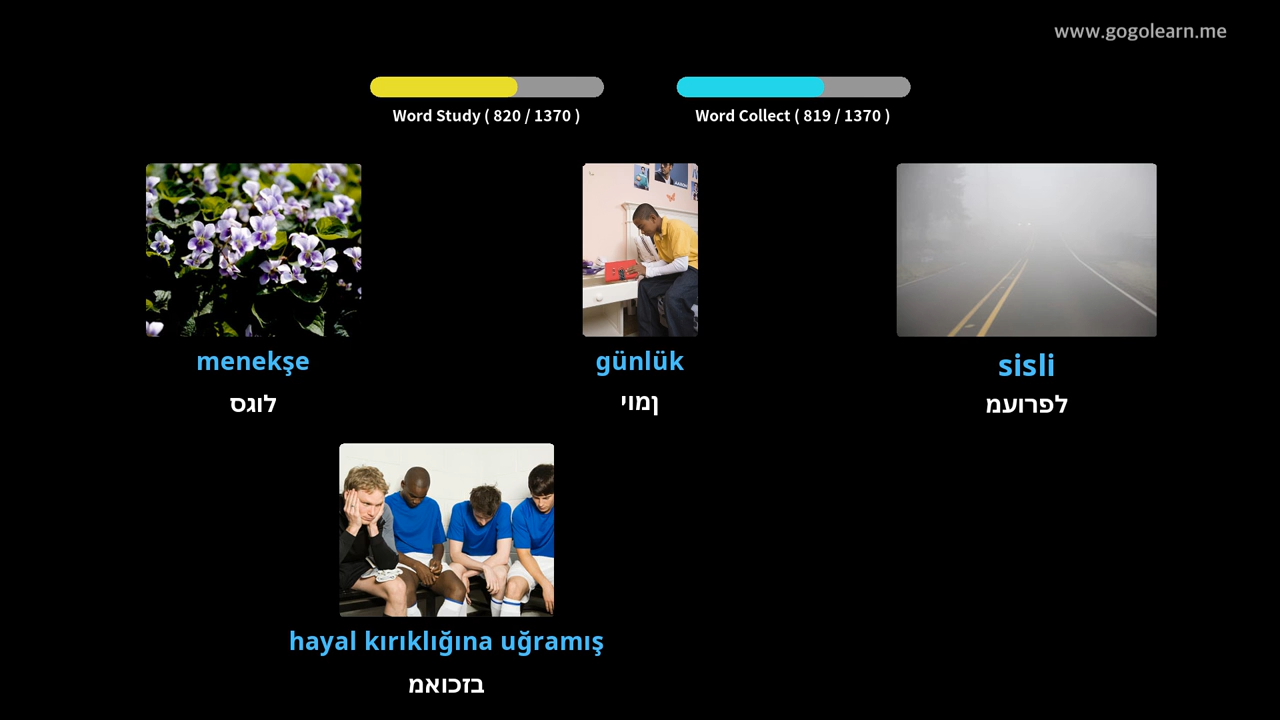 www.gogolearn.me
Word Study ( 820 / 1370 )
Word Collect ( 819 / 1370 )
menekşe
לוגס
günlük
ןמוי
sisli
לפרועמ
hayal kırıklığına uğramış
בזכואמ